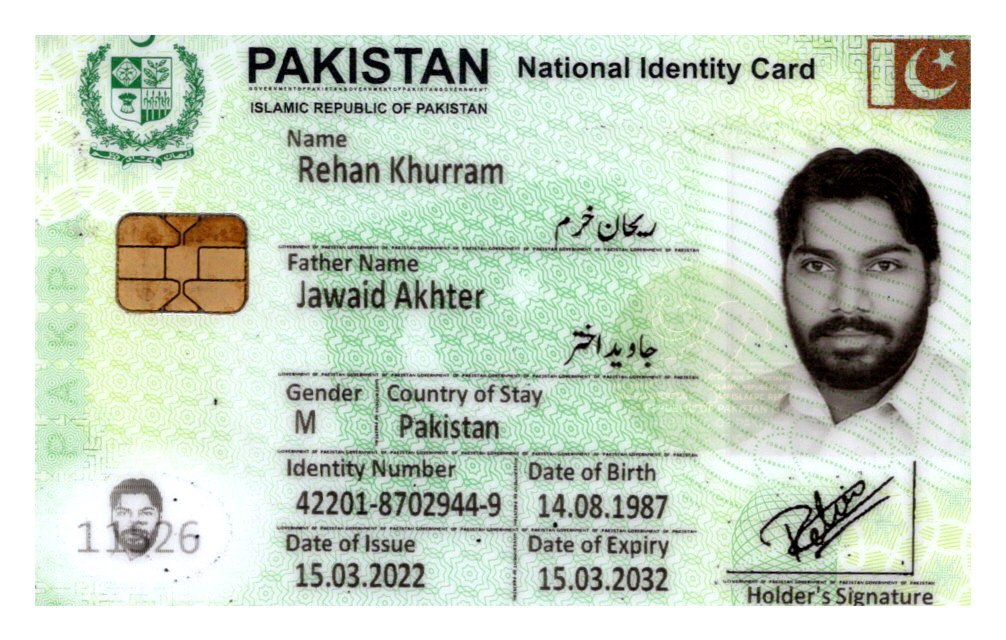 PAKISTAN National Identity Card
ISLAMIC REPUBLIC OF PAKISTAN
Name
Rehan Khurram
ریحان خرم
Father Name
Jawaid Akhter
جاوید اختر
Gender Country of Stay
M Pakistan
Identity Number Date of Birth
42201-8702944-9 14.08.1987
Date of Issue Date of Expiry
15.03.2022 15.03.2032
Holder's Signature